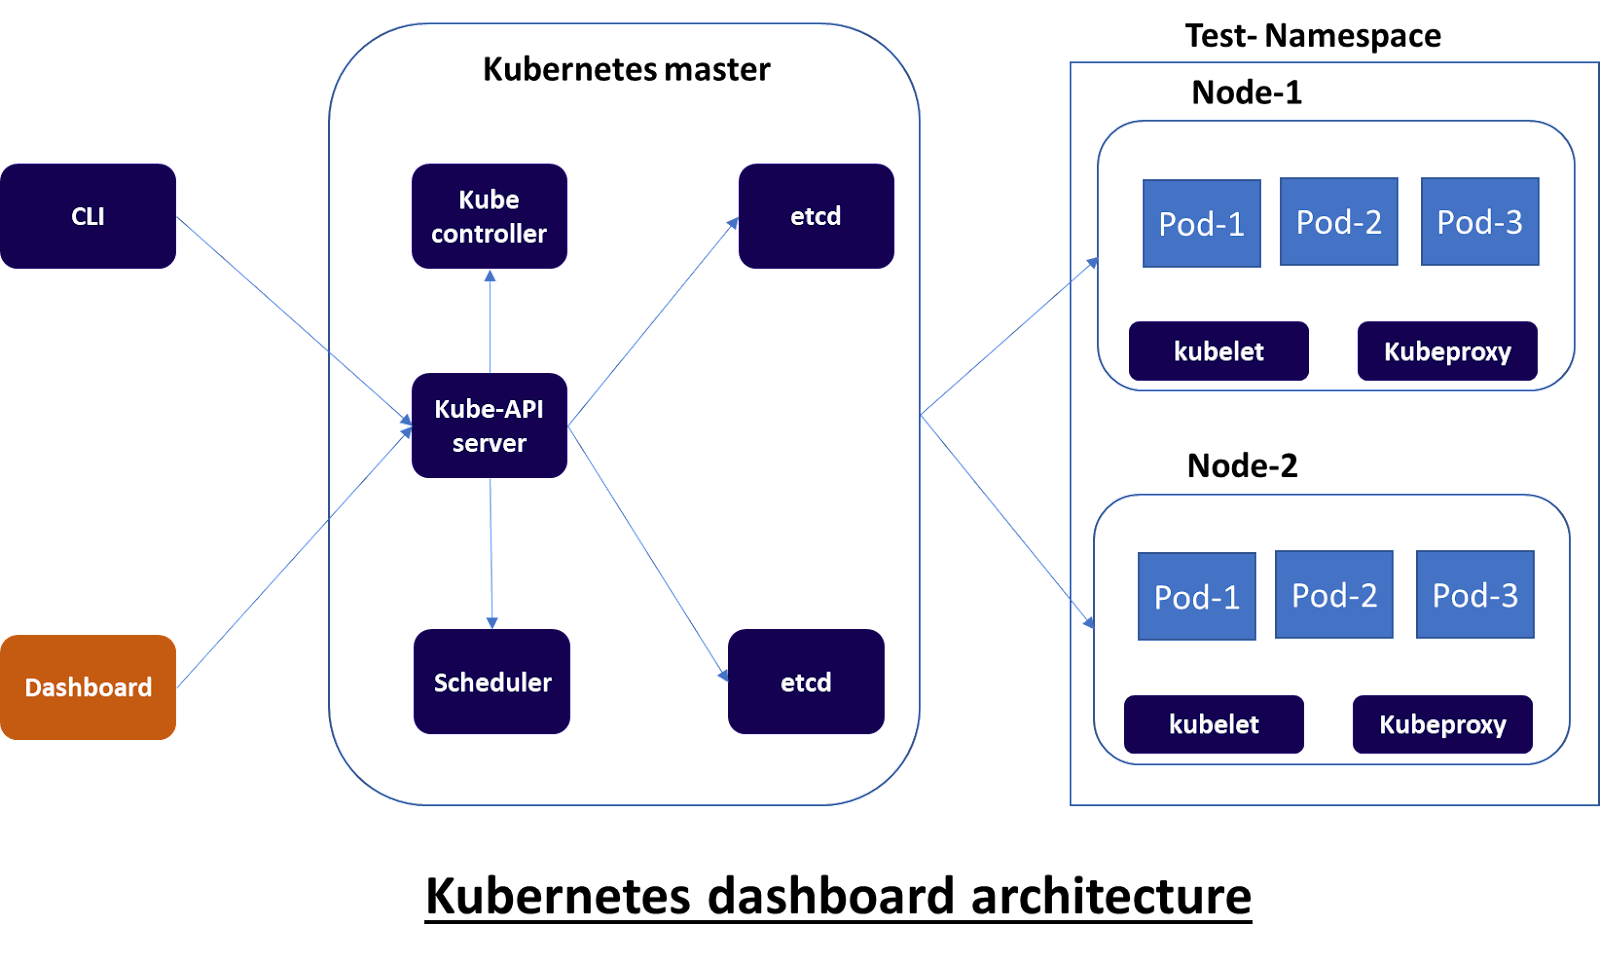 Test- Namespace
Kubernetes master
Node-1
CLI
Kube
controller
etcd
Pod-1
Pod-2
Pod-3
kubelet
Kubeproxy
Kube-API
server
Node-2
Pod-1
Pod-2
Pod-3
Dashboard
Scheduler
etcd
kubelet
Kubeproxy
Kubernetes dashboard architecture